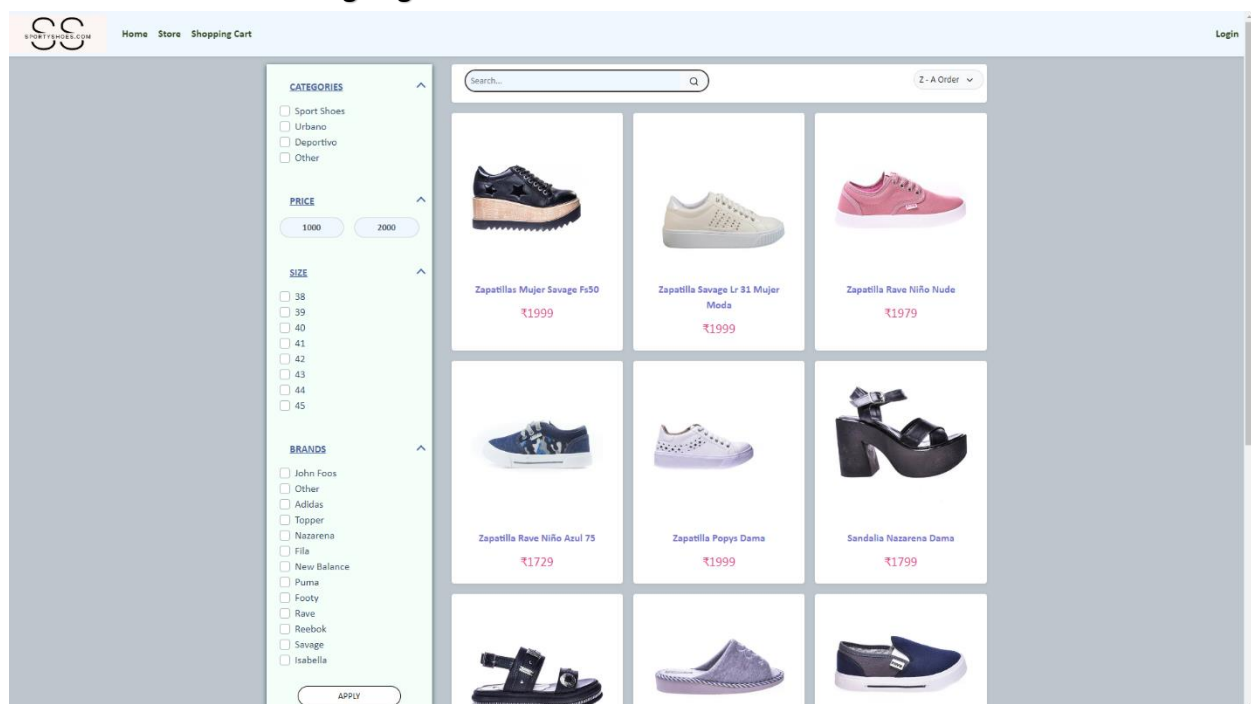 SPORTYSHOES.COM
Home Store Shopping Cart
Login
CATEGORIES
Sport Shoes
Urbano
Deportivo
Other
PRICE
1000 2000
SIZE
38
39
40
41
42
43
44
45
BRANDS
John Foos
Other
Adidas
Topper
Nazarena
Fila
New Balance
Puma
Footy
Rave
Reebok
Savage
Isabella
APPLY
Search...
Z - A Order
Zapatillas Mujer Savage Fs50
₹1999
Zapatilla Savage Lr 31 Mujer
Moda
₹1999
Zapatilla Rave Niño Nude
₹1979
Zapatilla Rave Niño Azul 75
₹1729
Zapatilla Popys Dama
₹1999
Sandalia Nazarena Dama
₹1799